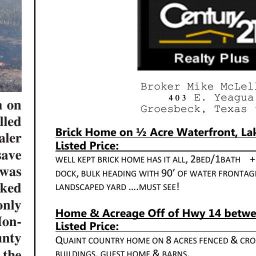 Century 21
Realty Plus
Broker Mike McLel
403 E. Yeagua
Groesbeck, Texas
Brick Home on ½ Acre Waterfront, Lak
Listed Price:
WELL KEPT BRICK HOME HAS IT ALL, 2BED/1BATH +
DOCK, BULK HEADING WITH 90' OF WATER FRONTAG
LANDSCAPED YARD ....MUST SEE!
Home & Acreage Off of Hwy 14 betwe
Listed Price:
QUAINT COUNTRY HOME ON 8 ACRES FENCED & CRO
BUILDINGS, GUEST HOME & BARNS.
on
lled
aler
save
was
ked
only
Ion-
unty
the